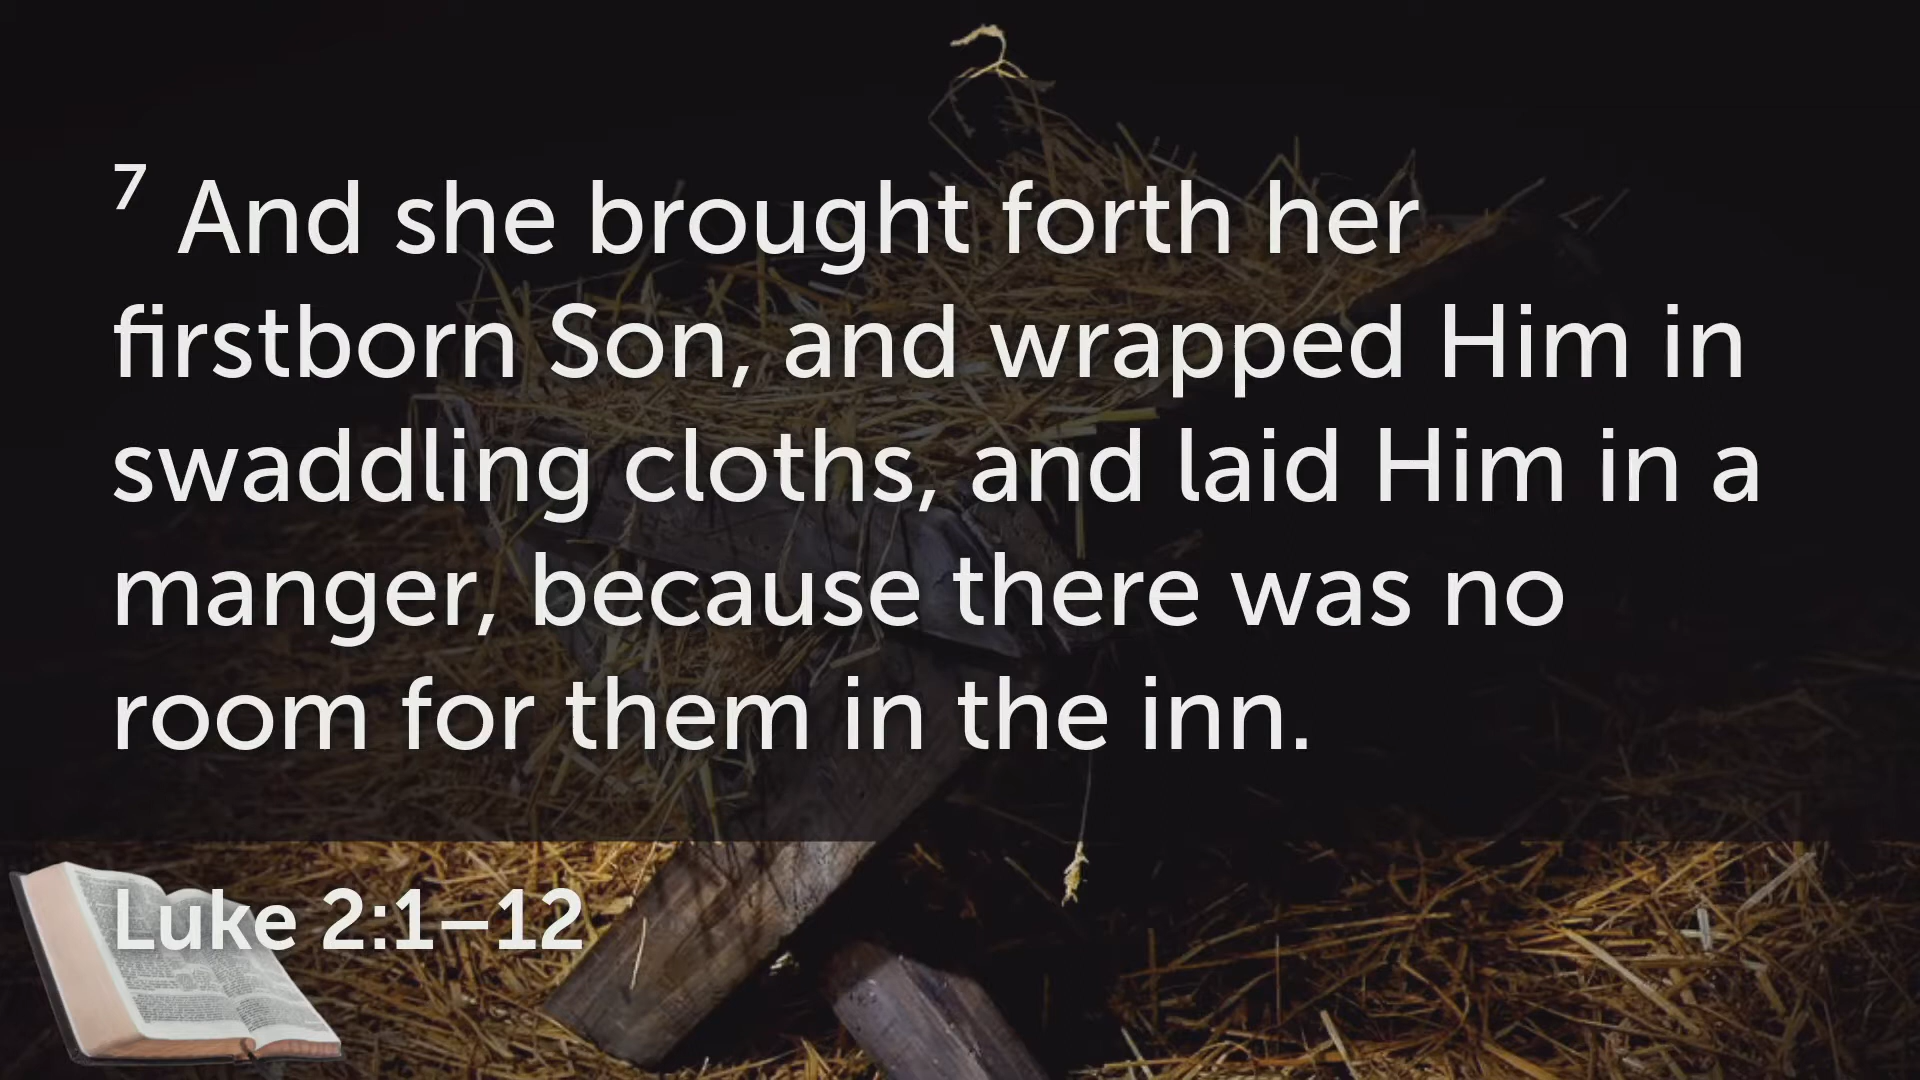 7 And she brought forth her
firstborn Son, and wrapped Him in
swaddling cloths, and laid Him in a
manger, because there was no
room for them in the inn.
Luke 2:1–12